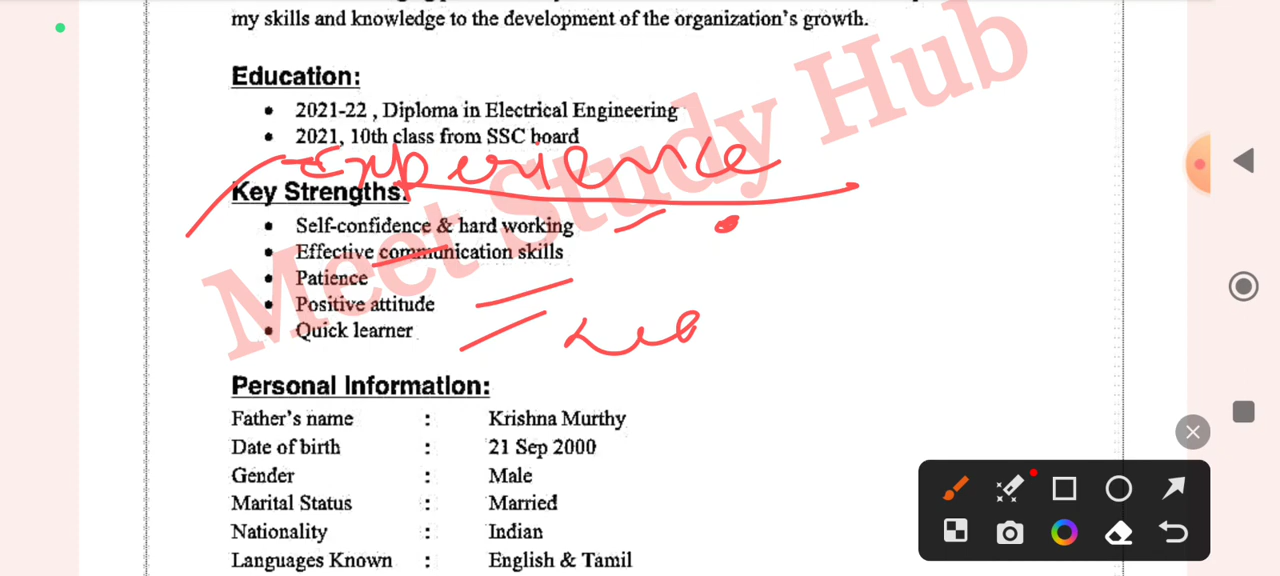 my skills and knowledge to the development of the organization's growth.
Education:
• 2021-22 , Diploma in Electrical Engineering
• 2021, 10th class from SSC board
Experience
Key Strengths:
• Self-confidence & hard working
• Effective communication skills
• Patience
• Positive attitude
• Quick learner
Meet Study Hub
Personal Information:
Father's name : Krishna Murthy
Date of birth : 21 Sep 2000
Gender : Male
Marital Status : Married
Nationality : Indian
Languages Known : English & Tamil